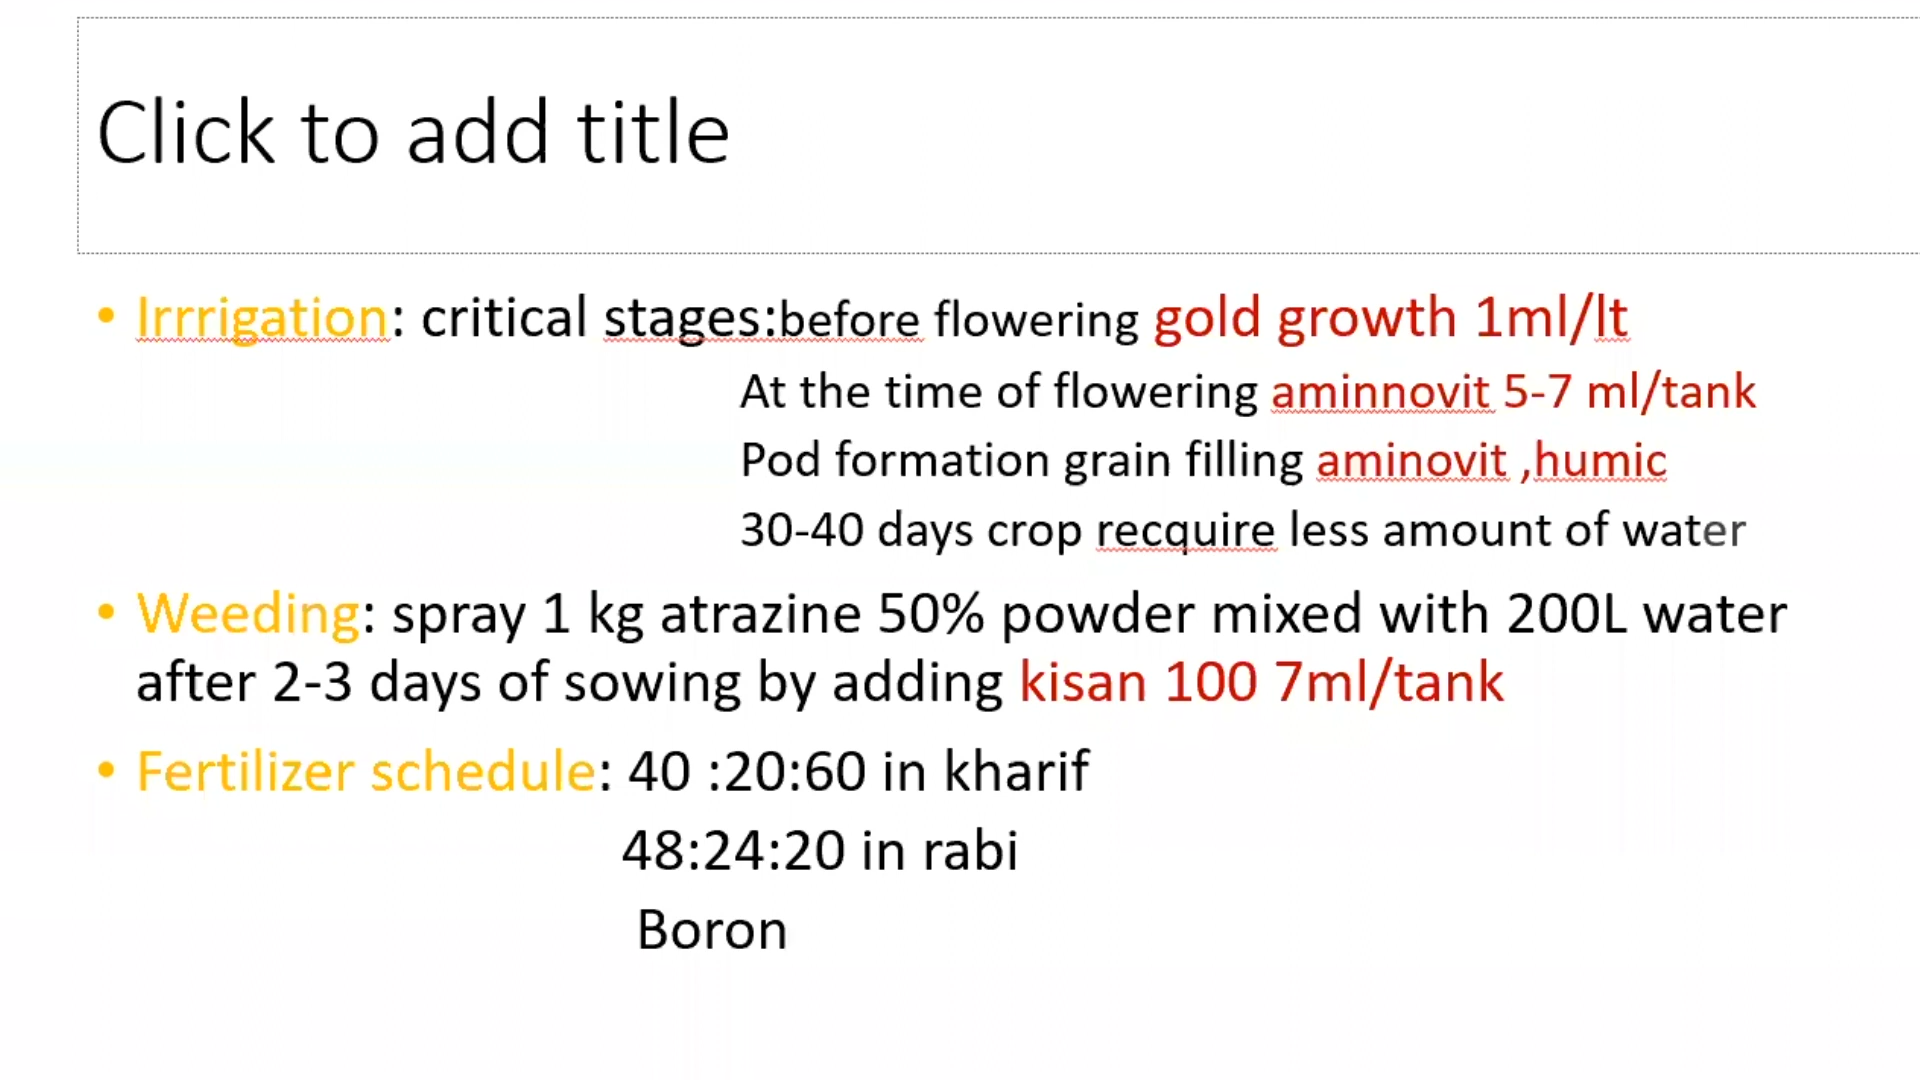 Click to add title
• Irrrigation: critical stages:before flowering gold growth 1ml/lt
At the time of flowering aminnovit 5-7 ml/tank
Pod formation grain filling aminovit ,humic
30-40 days crop recquire less amount of water
• Weeding: spray 1 kg atrazine 50% powder mixed with 200L water
after 2-3 days of sowing by adding kisan 100 7ml/tank
• Fertilizer schedule: 40 :20:60 in kharif
48:24:20 in rabi
Boron